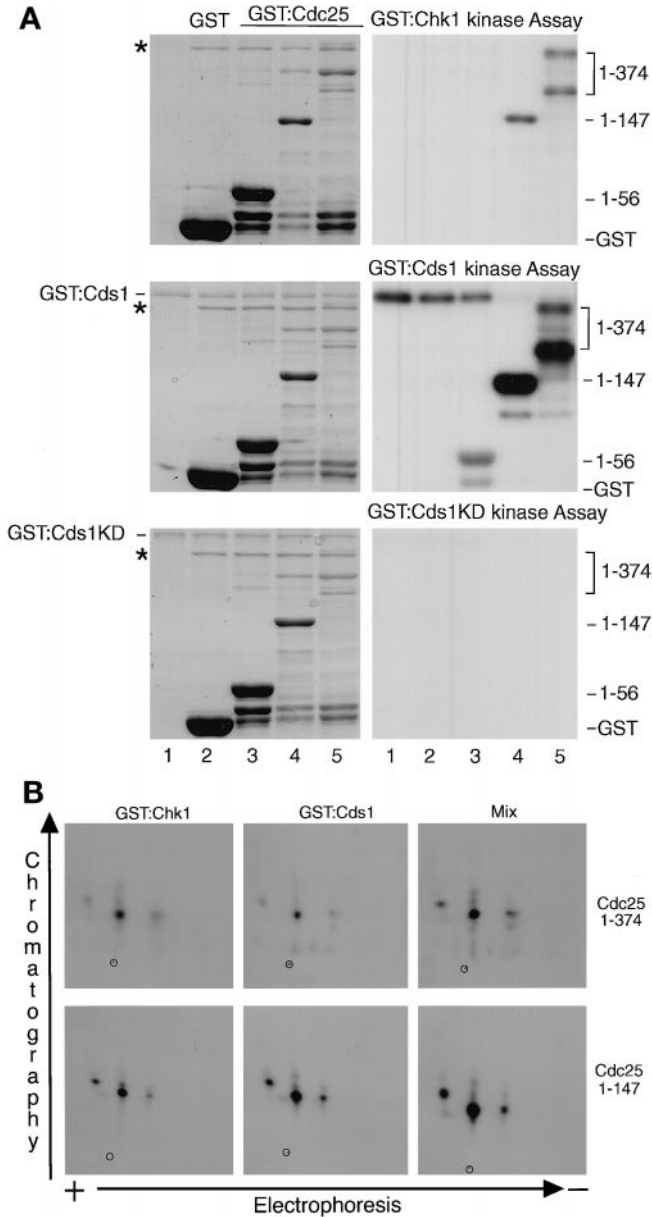 A
GST GST:Cdc25 GST:Chk1 kinase Assay
*
1-374
- 1-147
- 1-56
-GST
GST:Cds1 kinase Assay
GST:Cds1 -
*
1-374
- 1-147
- 1-56
- GST
GST:Cds1KD kinase Assay
GST:Cds1KD -
*
1-374
- 1-147
- 1-56
- GST
1 2 3 4 5 1 2 3 4 5
B
GST:Chk1 GST:Cds1 Mix
Chromatography
Cdc25
1-374
Cdc25
1-147
+ Electrophoresis -